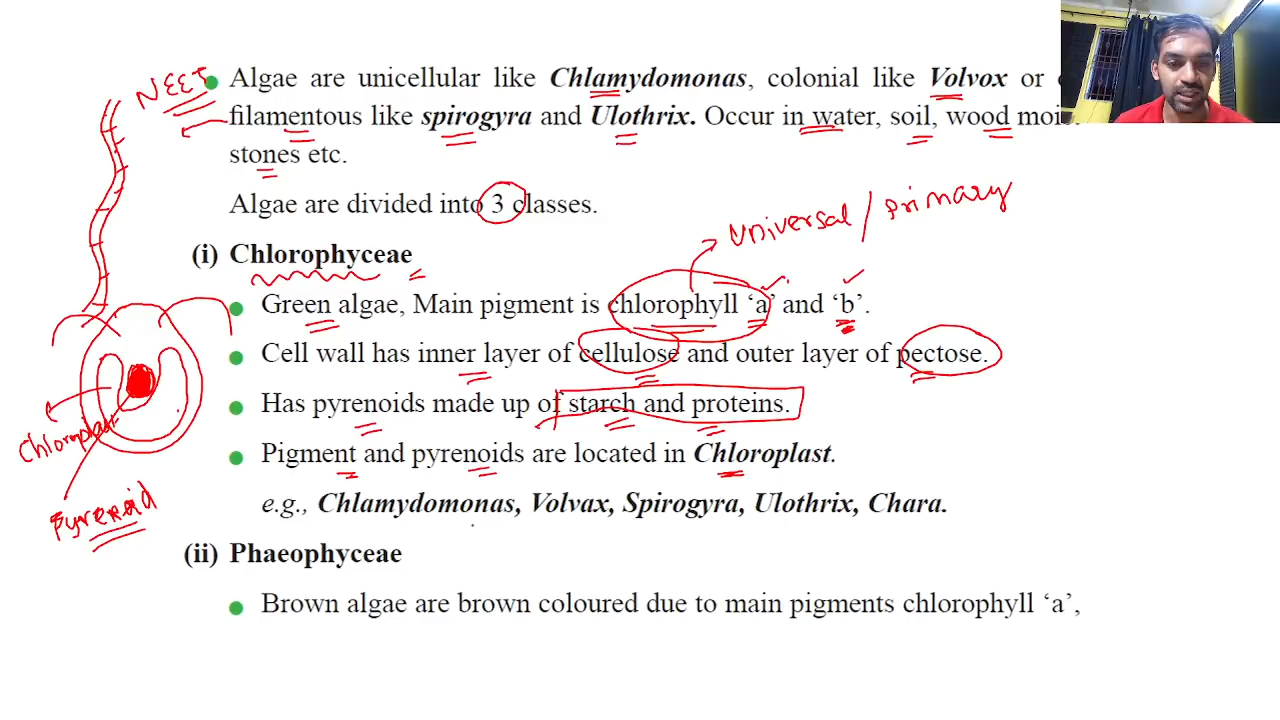 NEET
Algae are unicellular like Chlamydomonas, colonial like Volvox or
filamentous like spirogyra and Ulothrix. Occur in water, soil, wood
stones etc.
Algae are divided into 3 classes.
Universal / Primary
(i) Chlorophyceae
Green algae, Main pigment is chlorophyll ‘a’ and ‘b’.
Cell wall has inner layer of cellulose and outer layer of pectose.
Has pyrenoids made up of starch and proteins.
Chloroplast
Pigment and pyrenoids are located in Chloroplast.
Pyrenoid
e.g., Chlamydomonas, Volvax, Spirogyra, Ulothrix, Chara.
(ii) Phaeophyceae
Brown algae are brown coloured due to main pigments chlorophyll ‘a’,